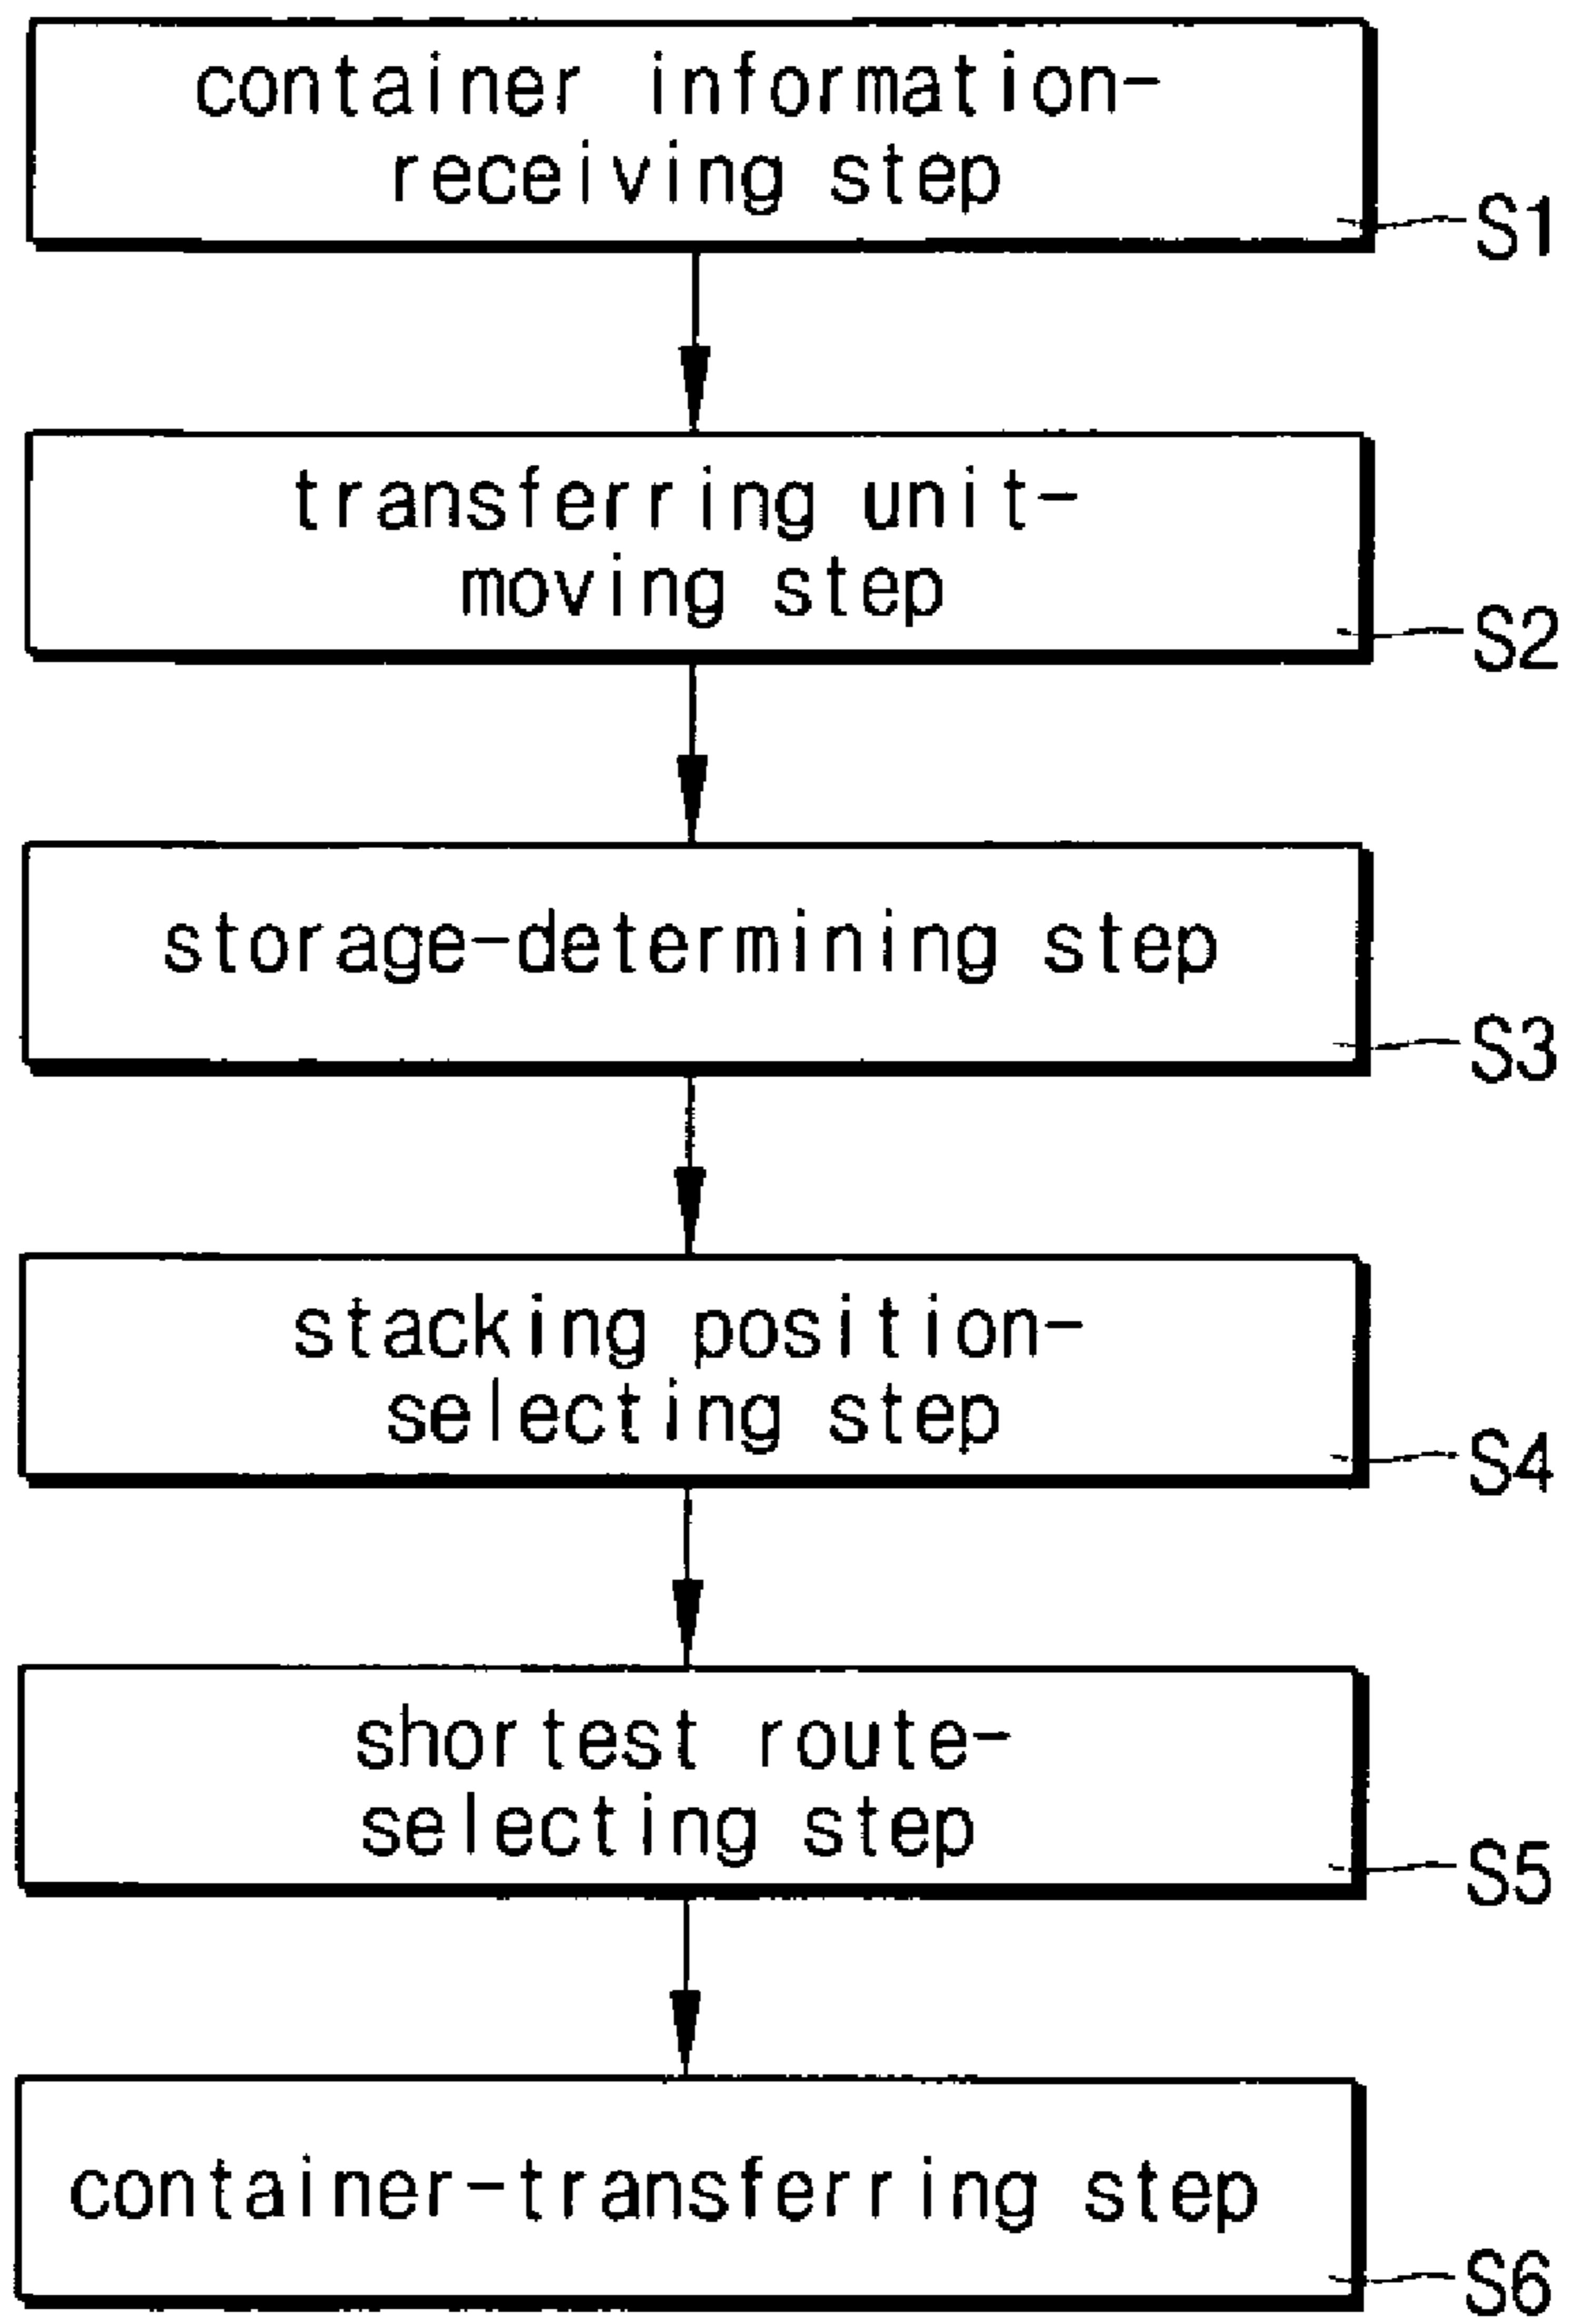 container information-
receiving step
S1
transferring unit-
moving step
S2
storage-determining step
S3
stacking position-
selecting step
S4
shortest route-
selecting step
S5
container-transferring step
S6